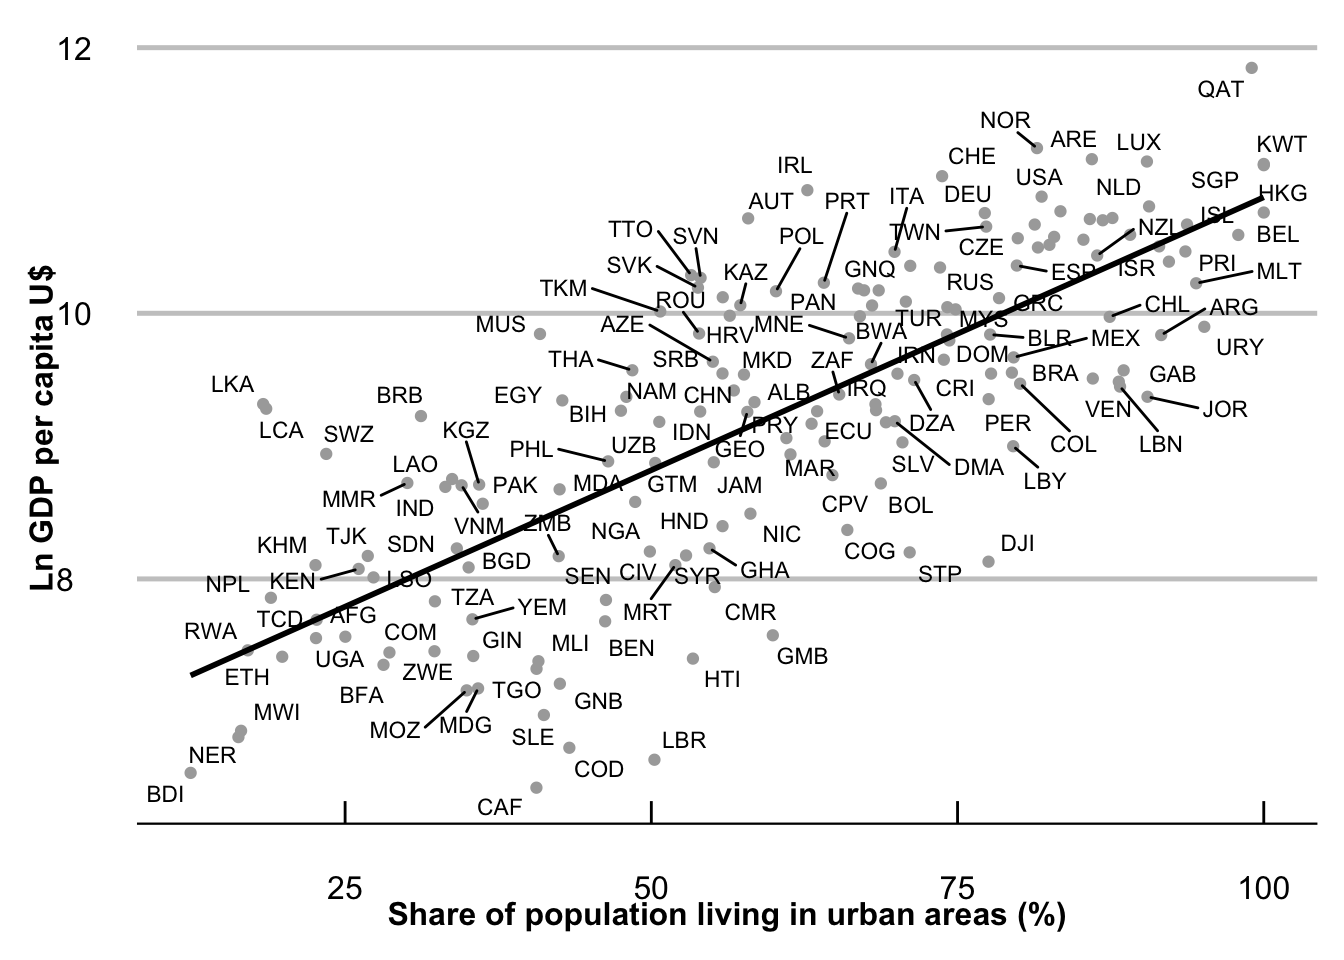 12
QAT
NOR
ARE
LUX
KWT
CHE
IRL
USA
NLD
SGP
HKG
AUT
PRT
ITA
DEU
ISL
TTO
SVN
POL
TWN
CZE
NZL
BEL
SVK
KAZ
GNQ
ESP
ISR
PRI
MLT
TKM
ROU
PAN
RUS
GRC
CHL
ARG
10
MUS
AZE
HRV
MNE
BWA
TUR
MYS
BLR
MEX
URY
THA
SRB
MKD
ZAF
IRN
DOM
BRA
GAB
LKA
BRB
EGY
NAM
CHN
ALB
IRQ
CRI
VEN
JOR
LCA
SWZ
KGZ
BIH
IDN
PRY
ECU
DZA
PER
COL
LBN
PHL
UZB
GEO
LAO
MMR
PAK
MDA
GTM
JAM
MAR
SLV
DMA
LBY
IND
VNM
ZMB
NGA
HND
NIC
CPV
BOL
KHM
TJK
SDN
BGD
COG
DJI
NPL
KEN
LSO
SEN
CIV
SYR
GHA
STP
8
RWA
TCD
AFG
TZA
YEM
MRT
CMR
ETH
UGA
COM
GIN
MLI
BEN
GMB
BFA
ZWE
TGO
GNB
HTI
MWI
MOZ
MDG
SLE
LBR
NER
COD
BDI
CAF
Ln GDP per capita U$
25
50
75
100
Share of population living in urban areas (%)